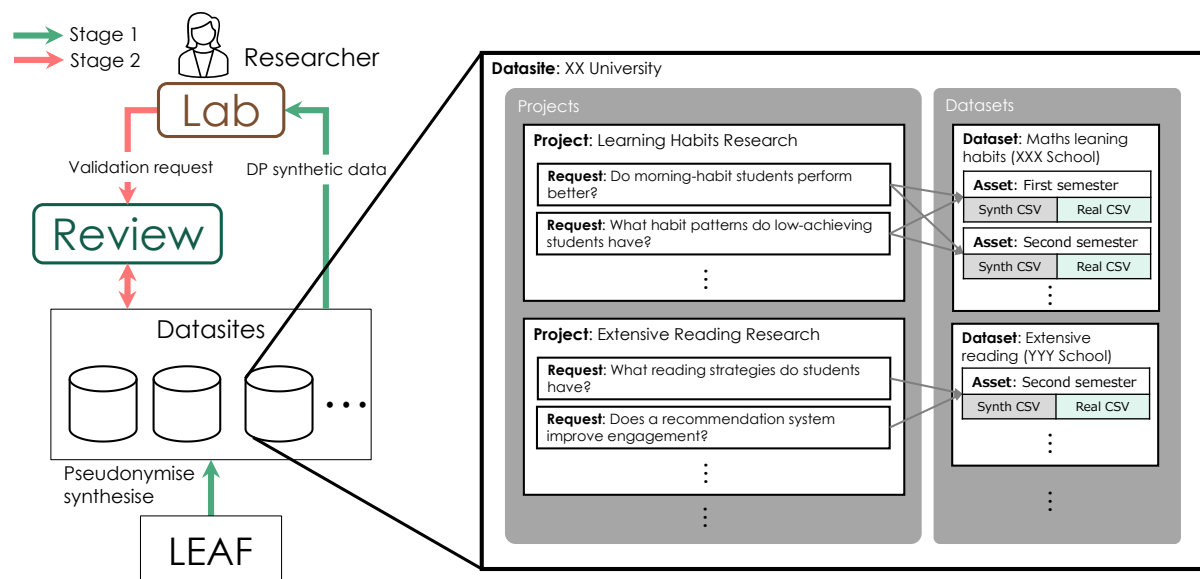 Stage 1
Stage 2
Researcher
Lab
Validation request
DP synthetic data
Review
Datasites
Pseudonymise
synthesise
LEAF
Datasite: XX University
Projects
Project: Learning Habits Research
Request: Do morning-habit students perform
better?
Request: What habit patterns do low-achieving
students have?
Project: Extensive Reading Research
Request: What reading strategies do students
have?
Request: Does a recommendation system
improve engagement?
Datasets
Dataset: Maths leaning
habits (XXX School)
Asset: First semester
Synth CSV Real CSV
Asset: Second semester
Synth CSV Real CSV
Dataset: Extensive
reading (YYY School)
Asset: Second semester
Synth CSV Real CSV